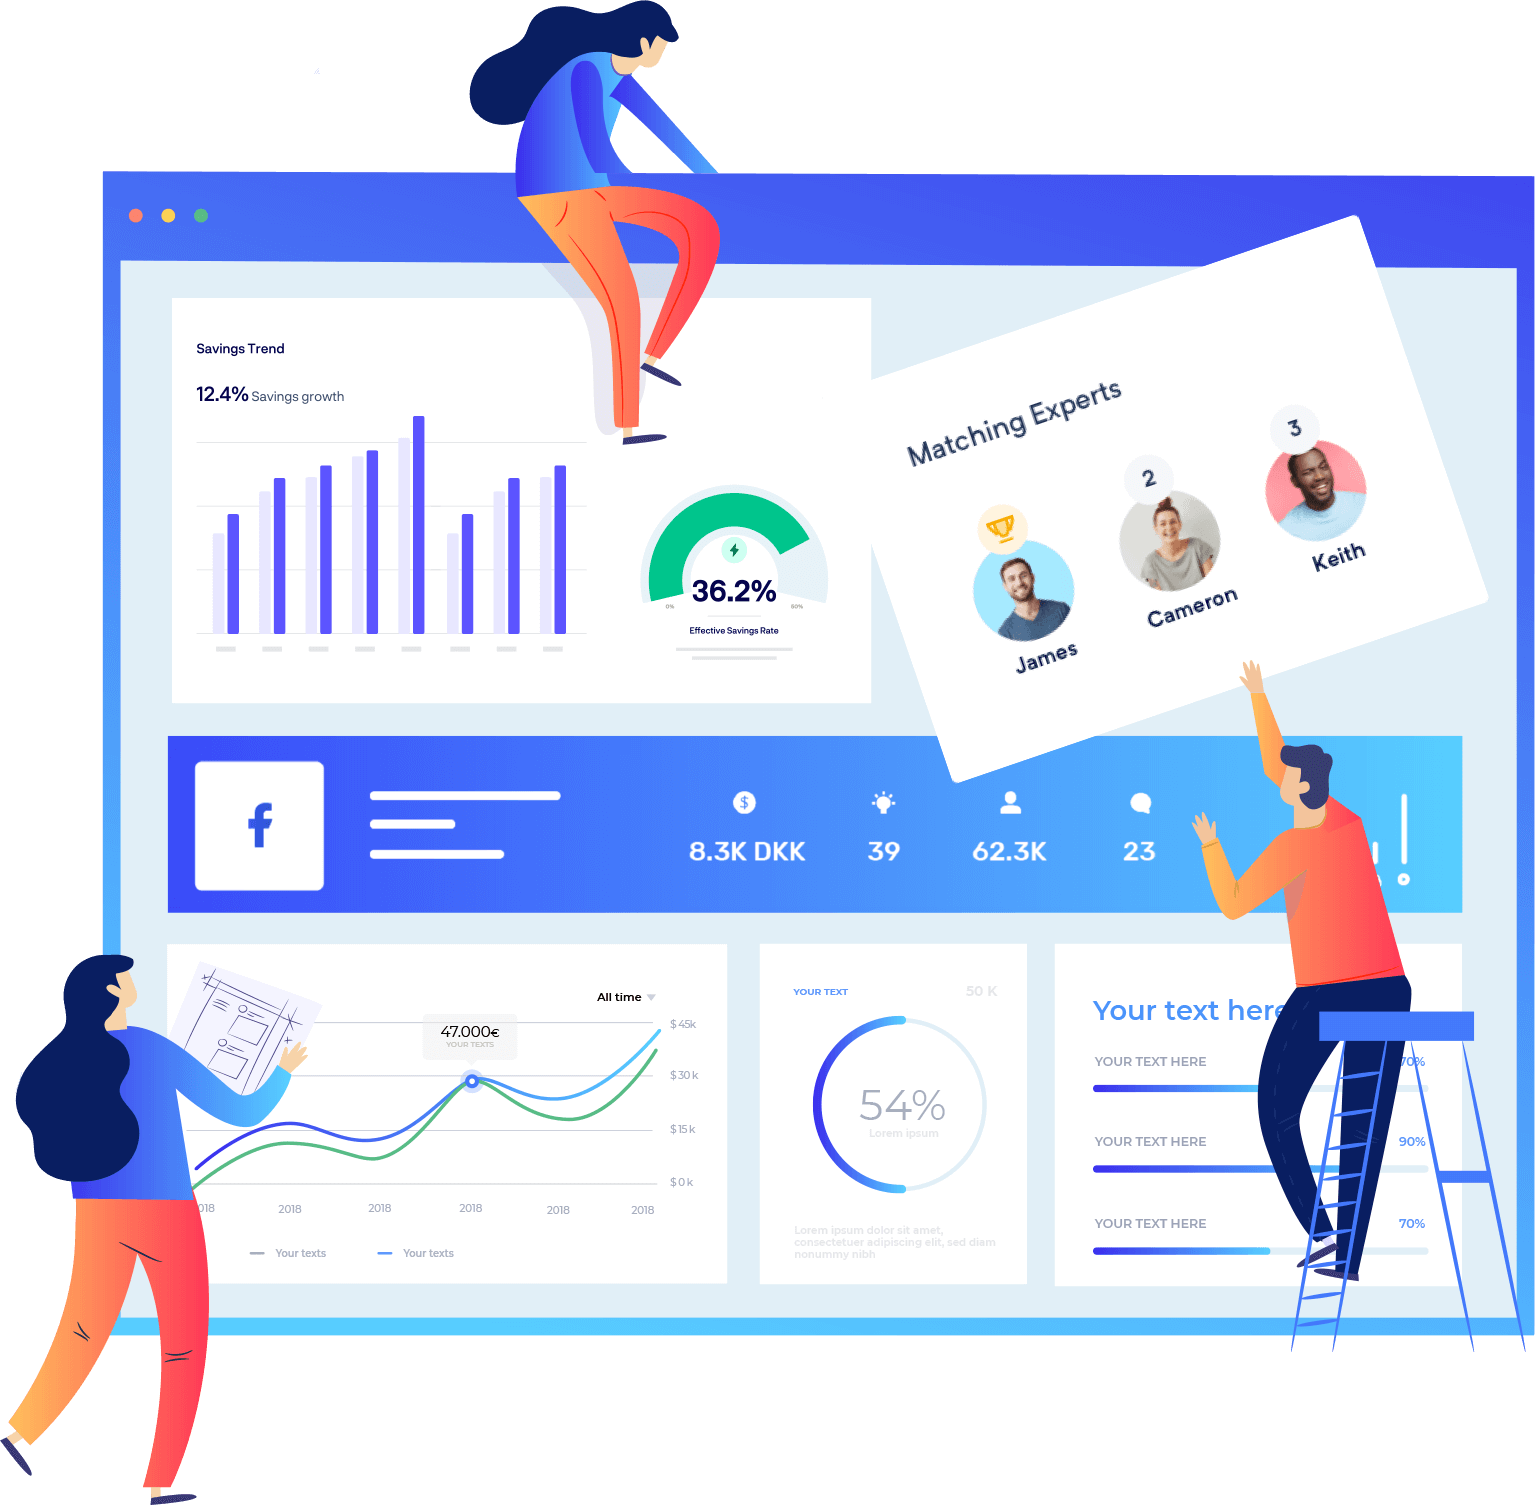 Savings Trend
12.4% Savings growth
36.2%
0%
Effective Savings Rate
Matching Experts
2
3
James
Cameron
Keith
8.3K DKK
39
62.3K
23
All time
47.000€
YOUR TEXTS
$ 45k
$ 30 k
$ 15 k
$ 0 k
018
2018
2018
2018
2018
2018
Your texts
Your texts
YOUR TEXT
50 K
54%
Lorem ipsum
Lorem ipsum dolor sit amet,
consectetuer adipiscing elit, sed diam
nonummy nibh
Your text here
YOUR TEXT HERE
70%
YOUR TEXT HERE
90%
YOUR TEXT HERE
70%